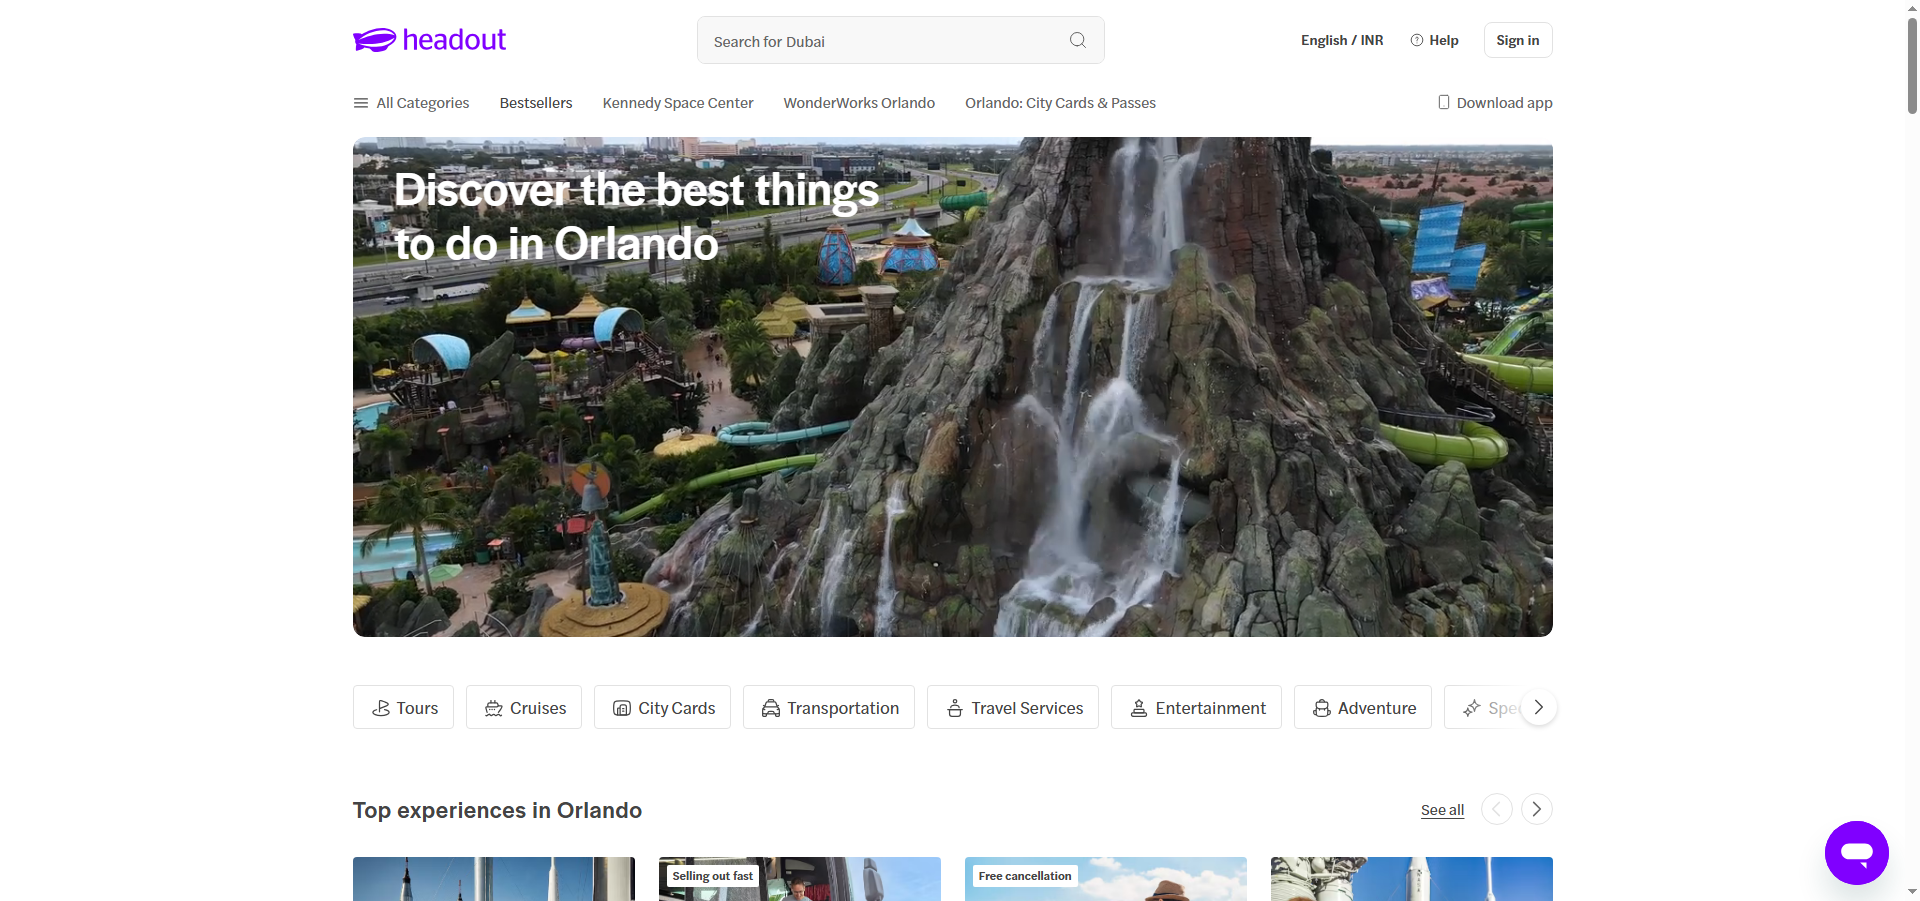 headout
Search for Dubai
English / INR
Help
Sign in
All Categories
Bestsellers
Kennedy Space Center
WonderWorks Orlando
Orlando: City Cards & Passes
Download app
Discover the best things
to do in Orlando
Tours
Cruises
City Cards
Transportation
Travel Services
Entertainment
Adventure
Spe
Top experiences in Orlando
See all
Selling out fast
Free cancellation